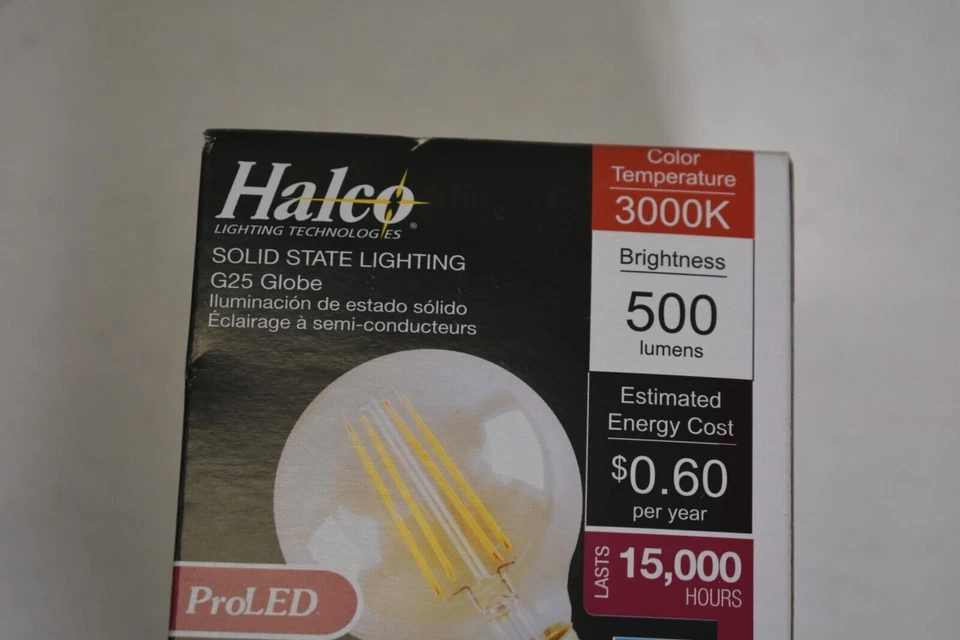 Halco®
LIGHTING TECHNOLOGIES
SOLID STATE LIGHTING
G25 Globe
Iluminación de estado sólido
Éclairage à semi-conducteurs
ProLED
Color
Temperature
3000K
Brightness
500
lumens
Estimated
Energy Cost
$0.60
per year
LASTS
15,000
HOURS